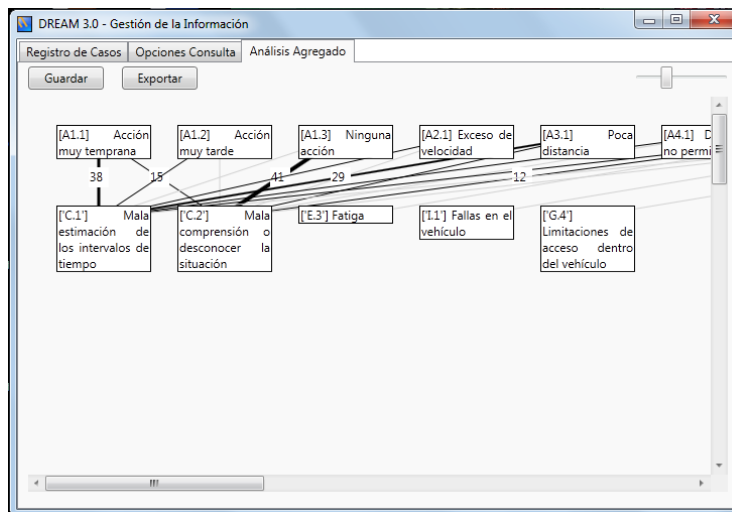 DREAM 3.0 - Gestión de la Información
Registro de Casos
Opciones Consulta
Análisis Agregado
Guardar
Exportar
[A1.1] Acción
muy temprana
[A1.2] Acción
muy tarde
[A1.3] Ninguna
acción
[A2.1] Exceso de
velocidad
[A3.1] Poca
distancia
[A4.1] D
no permi
38
15
41
29
12
['C.1'] Mala
estimación de
los intervalos de
tiempo
['C.2'] Mala
comprensión o
desconocer la
situación
['E.3'] Fatiga
['I.1'] Fallas en el
vehículo
['G.4']
Limitaciones de
acceso dentro
del vehículo